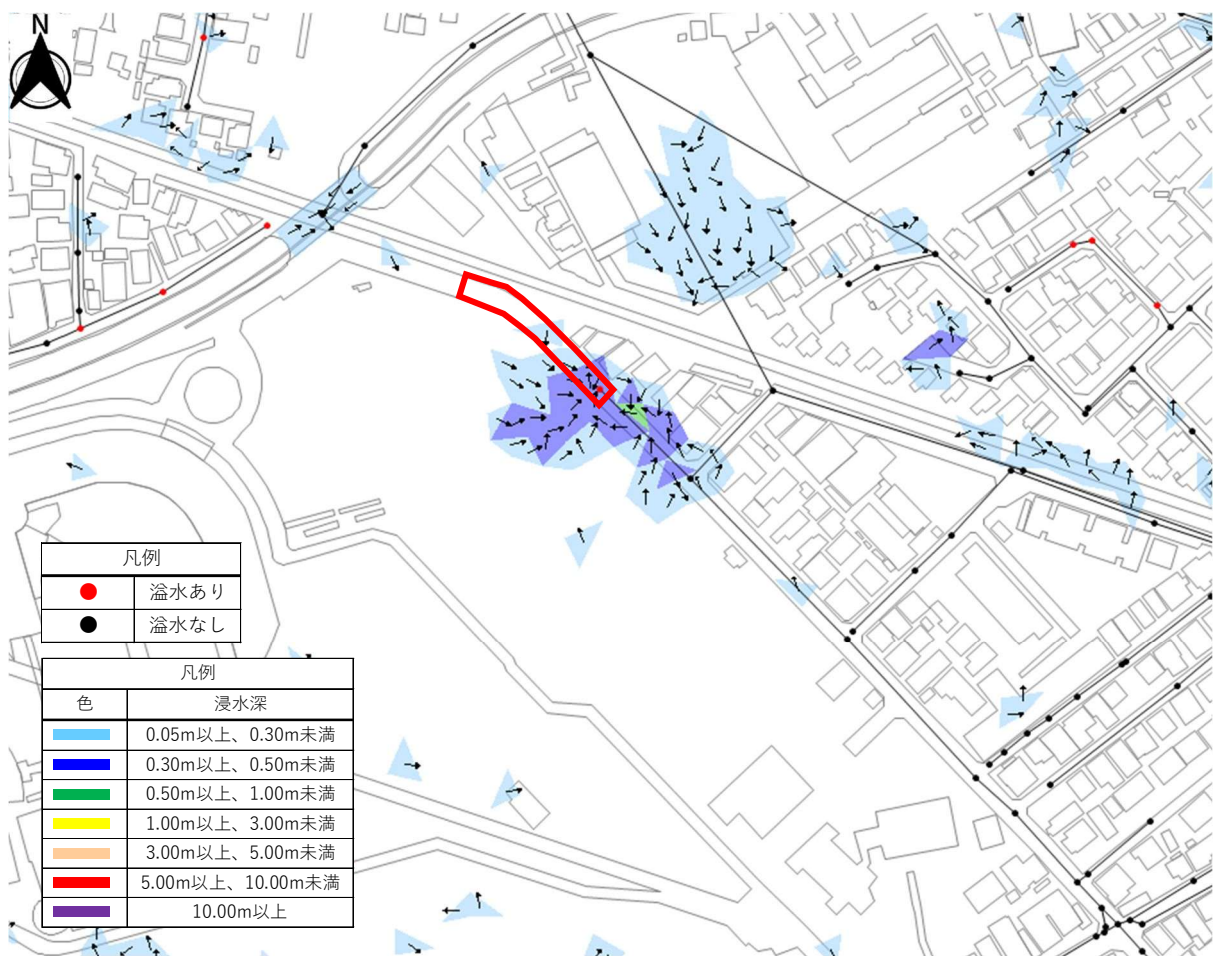 N
凡例
溢水あり
溢水なし
凡例
色 浸水深
0.05m以上、0.30m未満
0.30m以上、0.50m未満
0.50m以上、1.00m未満
1.00m以上、3.00m未満
3.00m以上、5.00m未満
5.00m以上、10.00m未満
10.00m以上